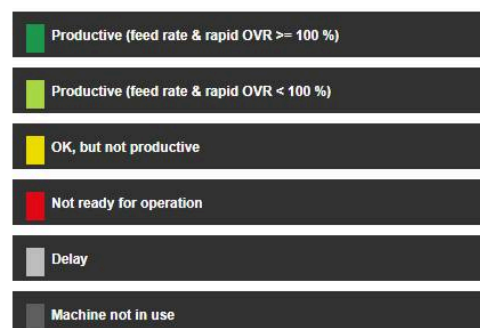 Productive (feed rate & rapid OVR >= 100 %)
Productive (feed rate & rapid OVR < 100 %)
OK, but not productive
Not ready for operation
Delay
Machine not in use